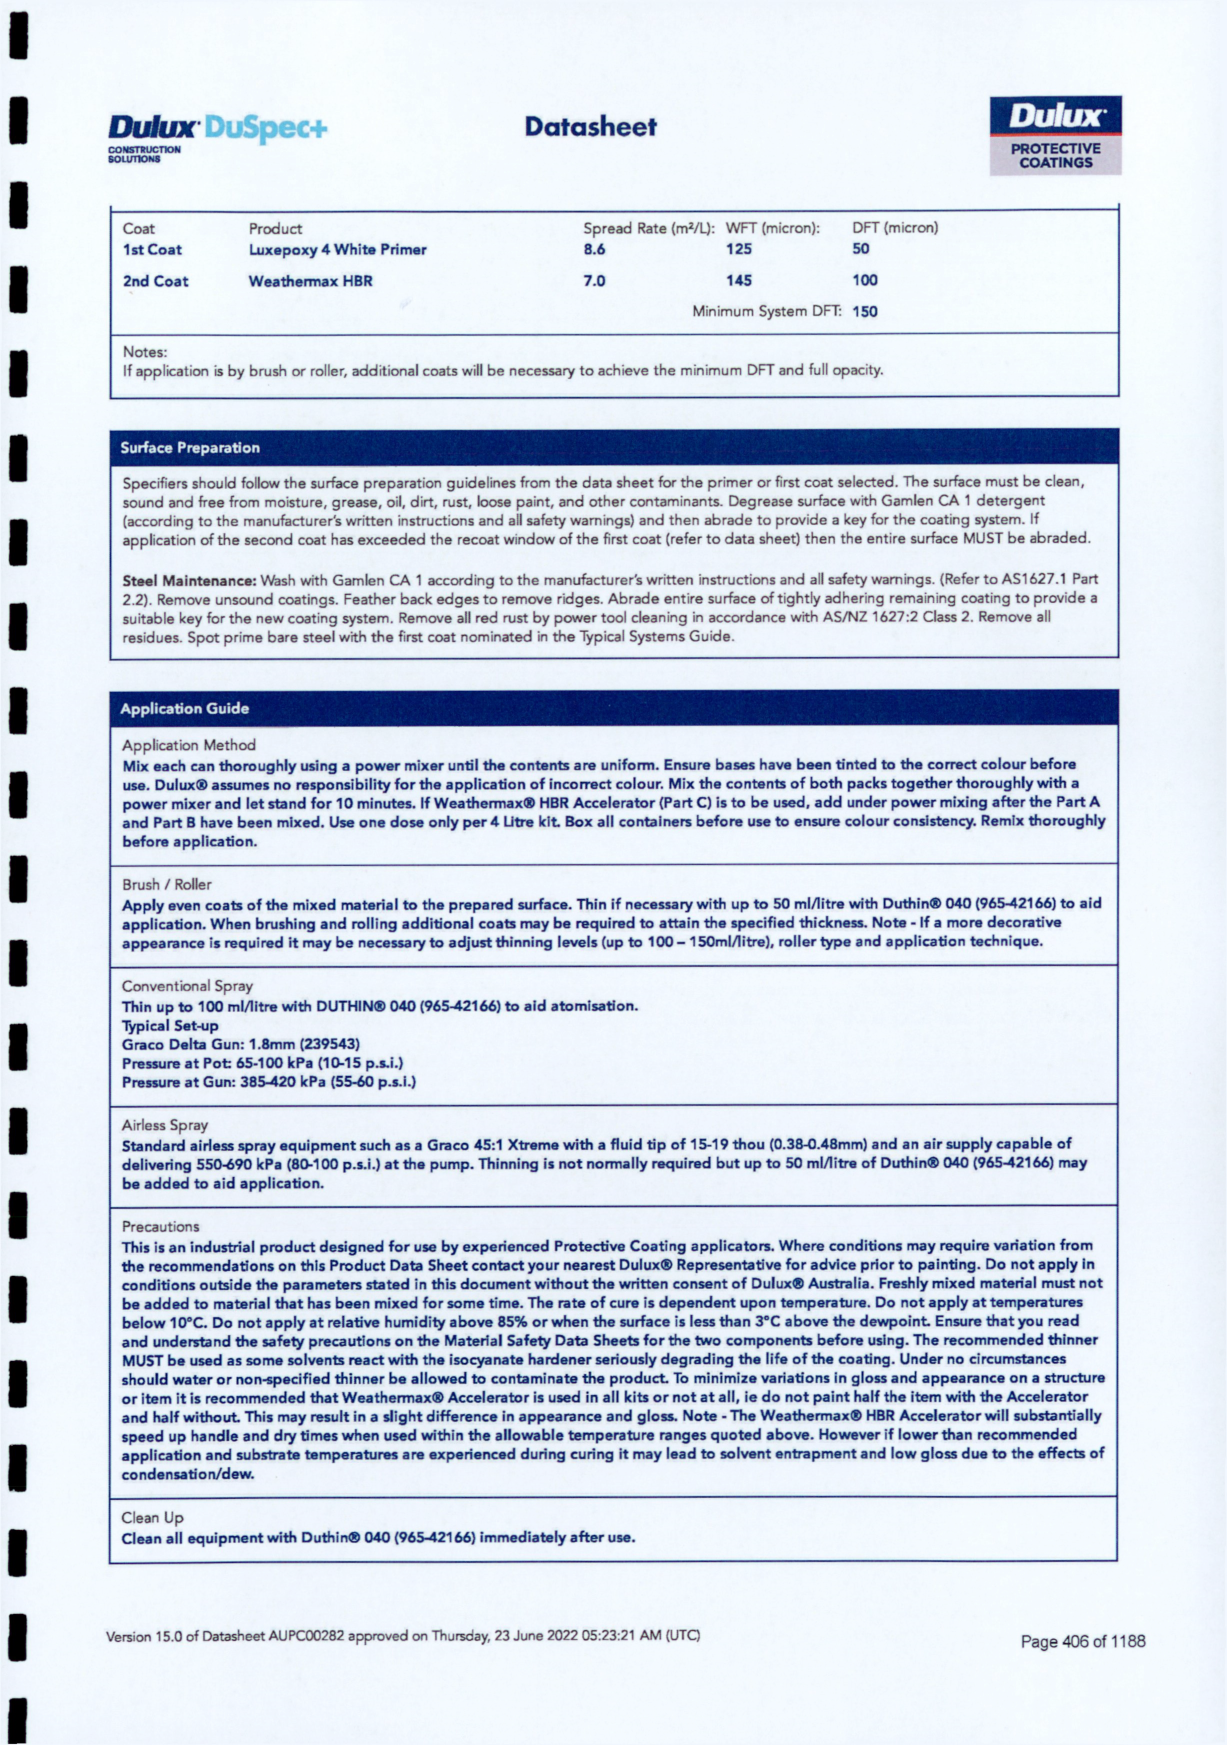 Dulux DuSpec+
CONSTRUCTION
SOLUTIONS
Datasheet
Dulux
PROTECTIVE
COATINGS
Coat Product Spread Rate (m²/L): WFT (micron): DFT (micron)
1st Coat Luxepoxy 4 White Primer 8.6 125 50
2nd Coat Weathermax HBR 7.0 145 100
Minimum System DFT: 150
Notes:
If application is by brush or roller, additional coats will be necessary to achieve the minimum DFT and full opacity.
Surface Preparation
Specifiers should follow the surface preparation guidelines from the data sheet for the primer or first coat selected. The surface must be clean,
sound and free from moisture, grease, oil, dirt, rust, loose paint, and other contaminants. Degrease surface with Gamlen CA 1 detergent
(according to the manufacturer's written instructions and all safety warnings) and then abrade to provide a key for the coating system. If
application of the second coat has exceeded the recoat window of the first coat (refer to data sheet) then the entire surface MUST be abraded.
Steel Maintenance: Wash with Gamlen CA 1 according to the manufacturer's written instructions and all safety warnings. (Refer to AS1627.1 Part
2.2). Remove unsound coatings. Feather back edges to remove ridges. Abrade entire surface of tightly adhering remaining coating to provide a
suitable key for the new coating system. Remove all red rust by power tool cleaning in accordance with AS/NZ 1627:2 Class 2. Remove all
residues. Spot prime bare steel with the first coat nominated in the Typical Systems Guide.
Application Guide
Application Method
Mix each can thoroughly using a power mixer until the contents are uniform. Ensure bases have been tinted to the correct colour before
use. Dulux® assumes no responsibility for the application of incorrect colour. Mix the contents of both packs together thoroughly with a
power mixer and let stand for 10 minutes. If Weathermax® HBR Accelerator (Part C) is to be used, add under power mixing after the Part A
and Part B have been mixed. Use one dose only per 4 Litre kit. Box all containers before use to ensure colour consistency. Remix thoroughly
before application.
Brush / Roller
Apply even coats of the mixed material to the prepared surface. Thin if necessary with up to 50 ml/litre with Duthin® 040 (965-42166) to aid
application. When brushing and rolling additional coats may be required to attain the specified thickness. Note - If a more decorative
appearance is required it may be necessary to adjust thinning levels (up to 100 – 150ml/litre), roller type and application technique.
Conventional Spray
Thin up to 100 ml/litre with DUTHIN® 040 (965-42166) to aid atomisation.
Typical Set-up
Graco Delta Gun: 1.8mm (239543)
Pressure at Pot: 65-100 kPa (10-15 p.s.i.)
Pressure at Gun: 385-420 kPa (55-60 p.s.i.)
Airless Spray
Standard airless spray equipment such as a Graco 45:1 Xtreme with a fluid tip of 15-19 thou (0.38-0.48mm) and an air supply capable of
delivering 550-690 kPa (80-100 p.s.i.) at the pump. Thinning is not normally required but up to 50 ml/litre of Duthin® 040 (965-42166) may
be added to aid application.
Precautions
This is an industrial product designed for use by experienced Protective Coating applicators. Where conditions may require variation from
the recommendations on this Product Data Sheet contact your nearest Dulux® Representative for advice prior to painting. Do not apply in
conditions outside the parameters stated in this document without the written consent of Dulux® Australia. Freshly mixed material must not
be added to material that has been mixed for some time. The rate of cure is dependent upon temperature. Do not apply at temperatures
below 10°C. Do not apply at relative humidity above 85% or when the surface is less than 3°C above the dewpoint. Ensure that you read
and understand the safety precautions on the Material Safety Data Sheets for the two components before using. The recommended thinner
MUST be used as some solvents react with the isocyanate hardener seriously degrading the life of the coating. Under no circumstances
should water or non-specified thinner be allowed to contaminate the product. To minimize variations in gloss and appearance on a structure
or item it is recommended that Weathermax® Accelerator is used in all kits or not at all, ie do not paint half the item with the Accelerator
and half without. This may result in a slight difference in appearance and gloss. Note - The Weathermax® HBR Accelerator will substantially
speed up handle and dry times when used within the allowable temperature ranges quoted above. However if lower than recommended
application and substrate temperatures are experienced during curing it may lead to solvent entrapment and low gloss due to the effects of
condensation/dew.
Clean Up
Clean all equipment with Duthin® 040 (965-42166) immediately after use.
Version 15.0 of Datasheet AUPC00282 approved on Thursday, 23 June 2022 05:23:21 AM (UTC)
Page 406 of 1188